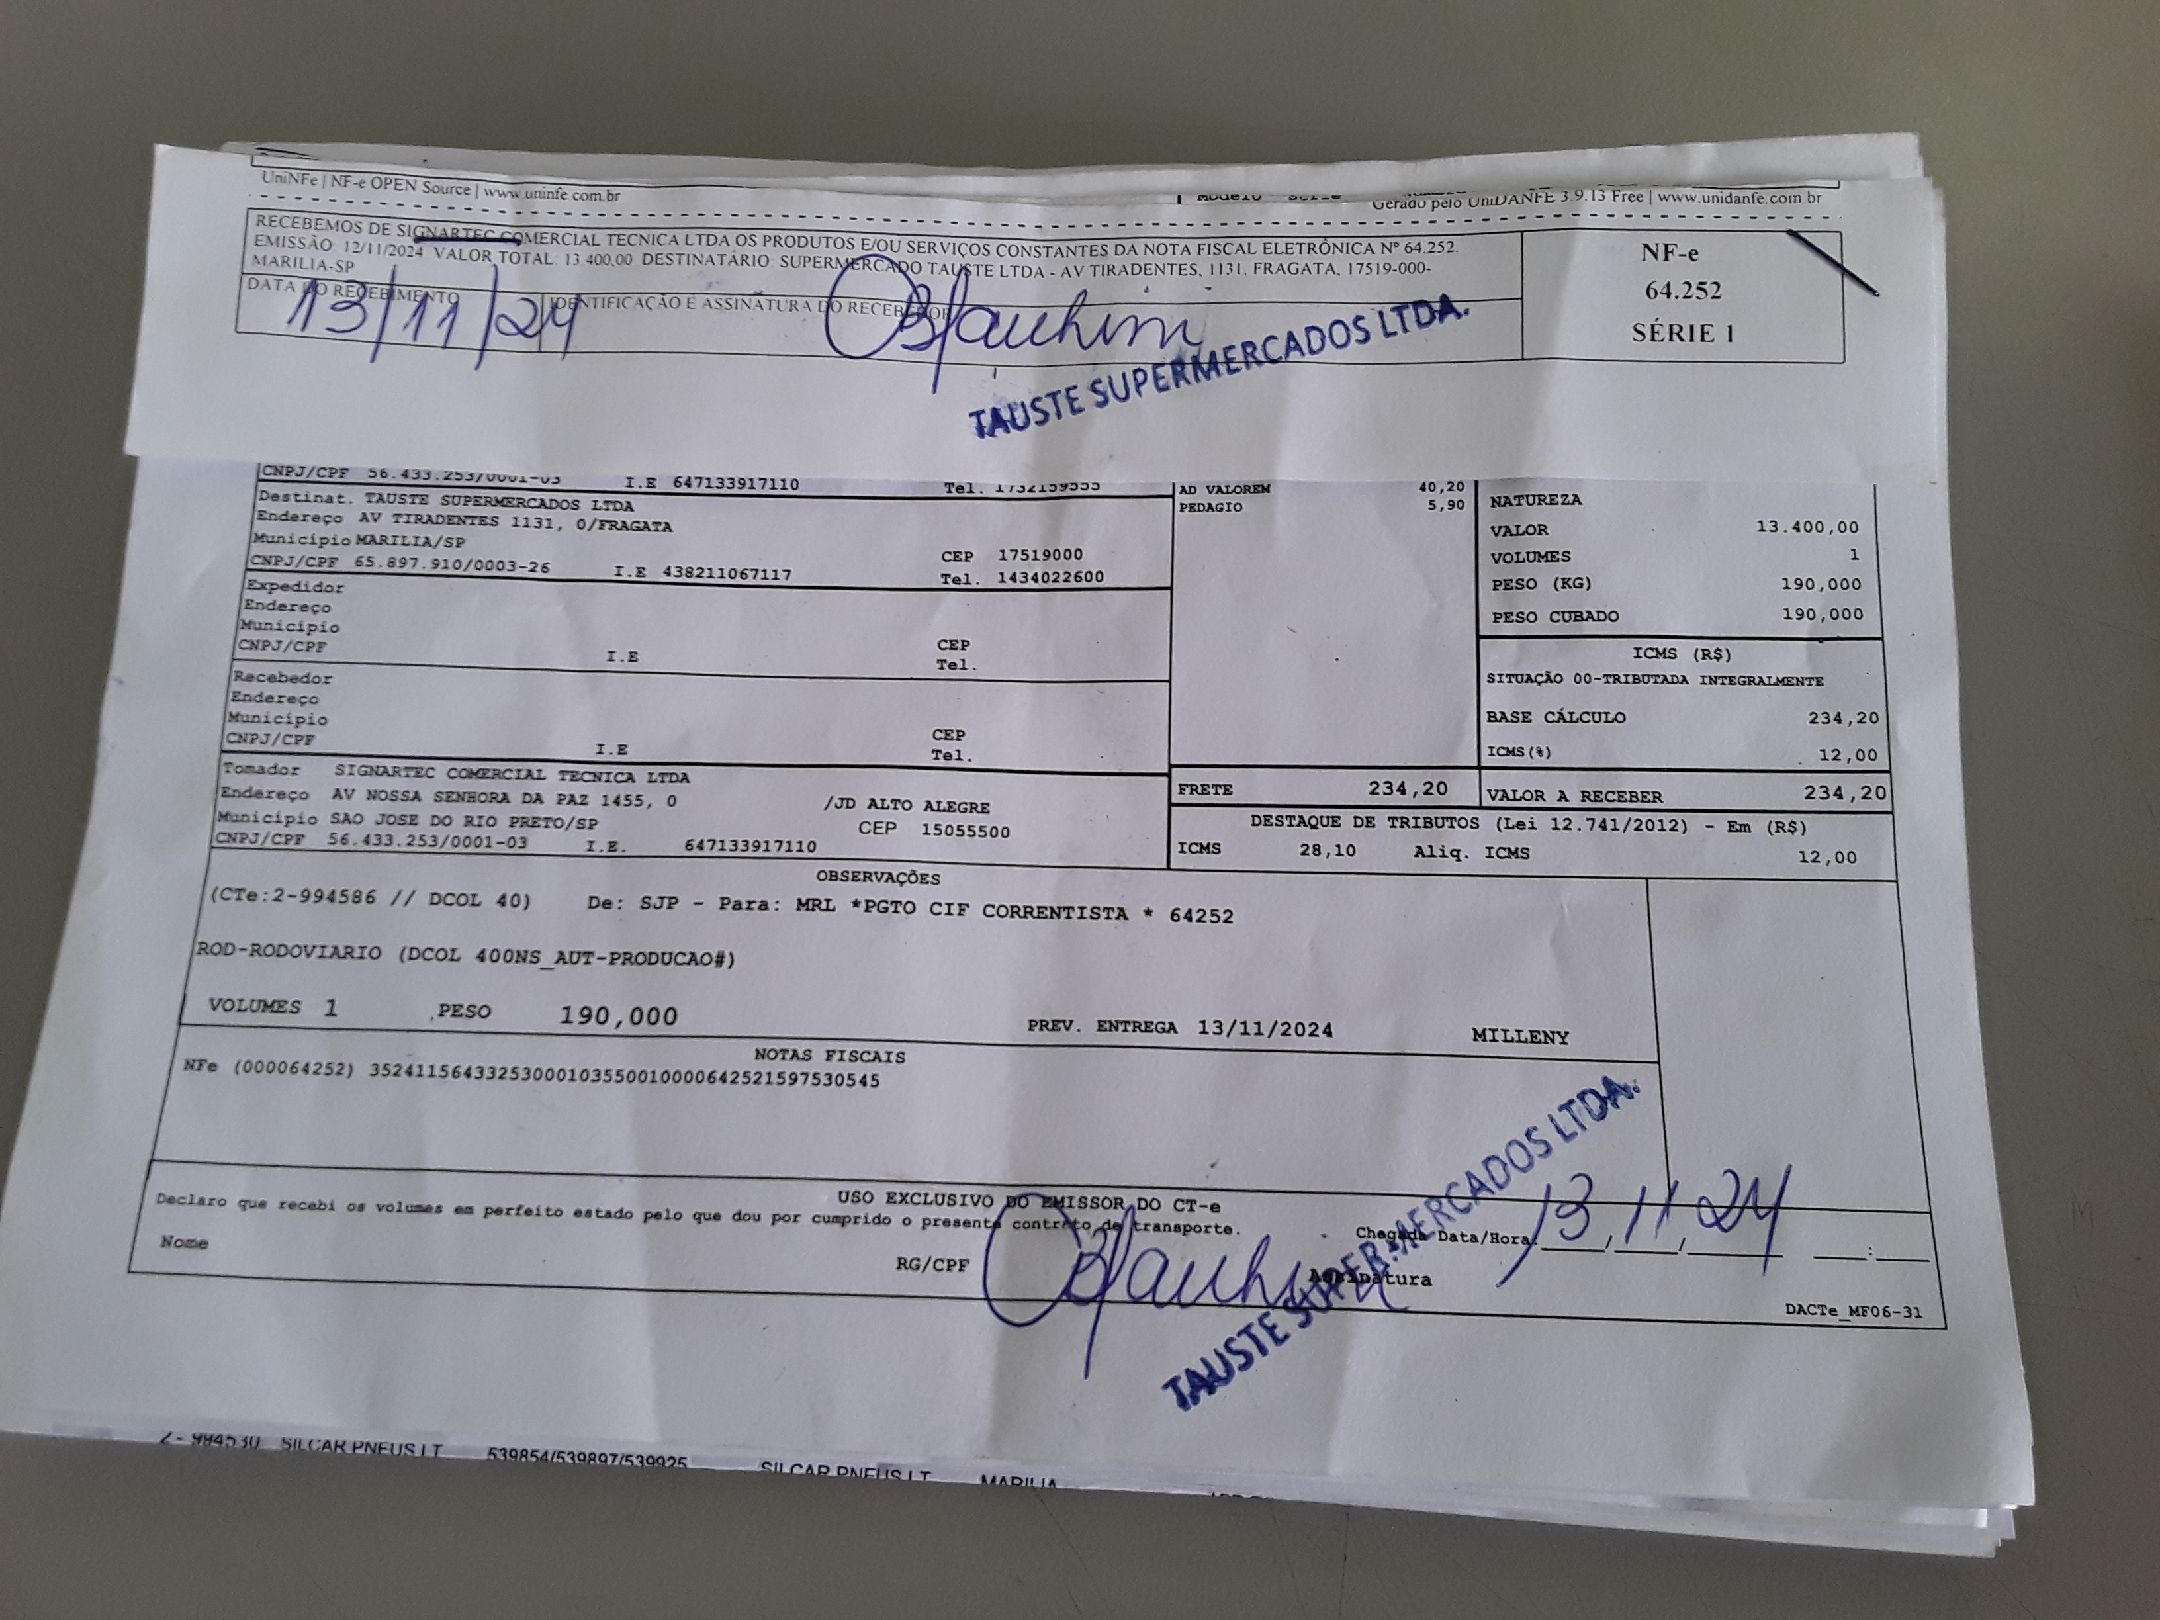 UniNFe | NF-e OPEN Source | www.uninfe.com.br
Gerado pelo UniDANFE 3.9.13 Free | www.unidanfe.com.br
RECEBEMOS DE SIGNARTEC COMERCIAL TECNICA LTDA OS PRODUTOS E/OU SERVIÇOS CONSTANTES DA NOTA FISCAL ELETRÔNICA Nº 64.252.
EMISSÃO: 12/11/2024 VALOR TOTAL: 13.400,00 DESTINATÁRIO: SUPERMERCADO TAUSTE LTDA - AV TIRADENTES, 1131, FRAGATA, 17519-000-
MARILIA-SP
NF-e
64.252
SÉRIE 1
DATA DO RECEBIMENTO
13/11/24
IDENTIFICAÇÃO E ASSINATURA DO RECEBEDOR
TAUSTE SUPERMERCADOS LTDA.
CNPJ/CPF 56.433.253/0001-03 I.E 647133917110 Tel. 1732159555
Destinat. TAUSTE SUPERMERCADOS LTDA
Endereço AV TIRADENTES 1131, 0/FRAGATA
Município MARILIA/SP CEP 17519000
CNPJ/CPF 65.897.910/0003-26 I.E 438211067117 Tel. 1434022600
Expedidor
Endereço
Município CEP
CNPJ/CPF I.E Tel.
Recebedor
Endereço
Município CEP
CNPJ/CPF I.E Tel.
Tomador SIGNARTEC COMERCIAL TECNICA LTDA
Endereço AV NOSSA SENHORA DA PAZ 1455, 0 /JD ALTO ALEGRE
Município SAO JOSE DO RIO PRETO/SP CEP 15055500
CNPJ/CPF 56.433.253/0001-03 I.E. 647133917110
AD VALOREM 40,20
PEDAGIO 5,90
NATUREZA
VALOR 13.400,00
VOLUMES 1
PESO (KG) 190,000
PESO CUBADO 190,000
ICMS (R$)
SITUAÇÃO 00-TRIBUTADA INTEGRALMENTE
BASE CÁLCULO 234,20
ICMS(%) 12,00
FRETE 234,20 VALOR A RECEBER 234,20
DESTAQUE DE TRIBUTOS (Lei 12.741/2012) - Em (R$)
ICMS 28,10 Aliq. ICMS 12,00
OBSERVAÇÕES
(CTe:2-994586 // DCOL 40) De: SJP - Para: MRL *PGTO CIF CORRENTISTA * 64252
ROD-RODOVIARIO (DCOL 400NS_AUT-PRODUCAO#)
VOLUMES 1 PESO 190,000 PREV. ENTREGA 13/11/2024 MILLENY
NOTAS FISCAIS
NFe (000064252) 35241156433253000103550010000642521597530545
USO EXCLUSIVO DO EMISSOR DO CT-e
Declaro que recebi os volumes em perfeito estado pelo que dou por cumprido o presente contrato de transporte.
Chegada Data/Hora 13/11/24
Nome RG/CPF Assinatura
TAUSTE SUPERMERCADOS LTDA.
DACTe_MF06-31
2 - 994530 SILCAR PNEUS LT 539854/539897/539925 SILCAR PNEUS LT MARILIA